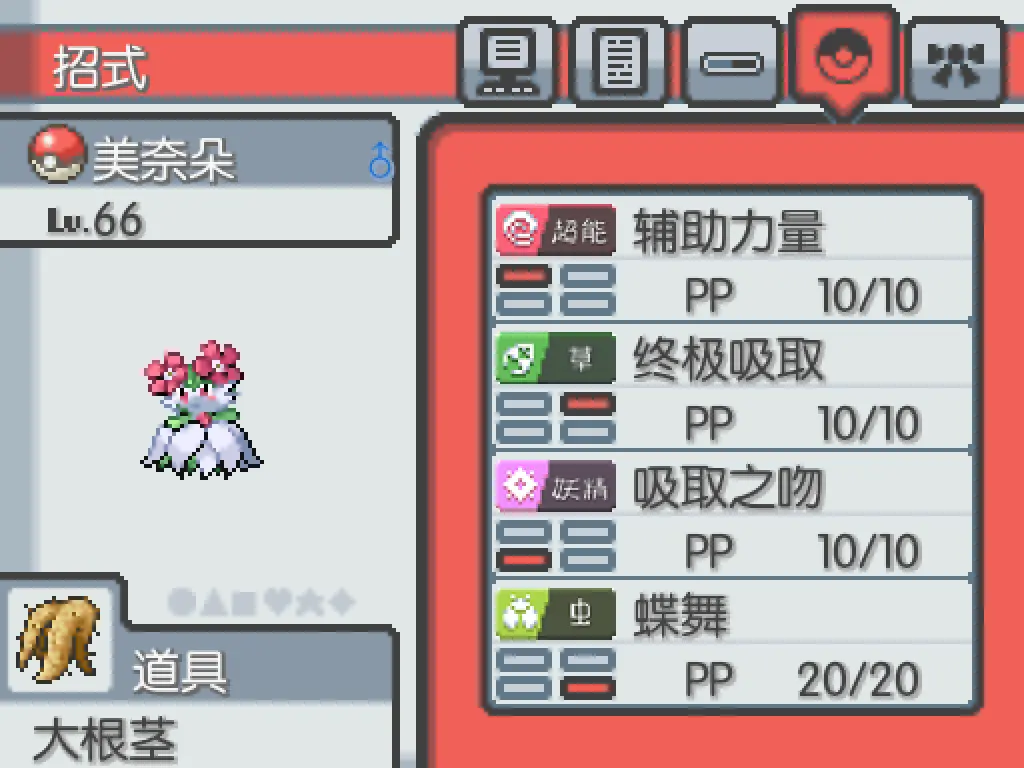 招式
美奈朵 ♂
Lv.66
超能 辅助力量
PP 10/10
草 终极吸取
PP 10/10
妖精 吸取之吻
PP 10/10
虫 蝶舞
PP 20/20
道具
大根茎